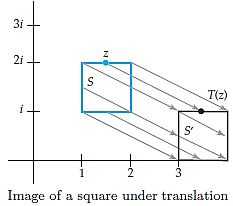 3i
z
2i
S
T(z)
i
S′
1 2 3
Image of a square under translation